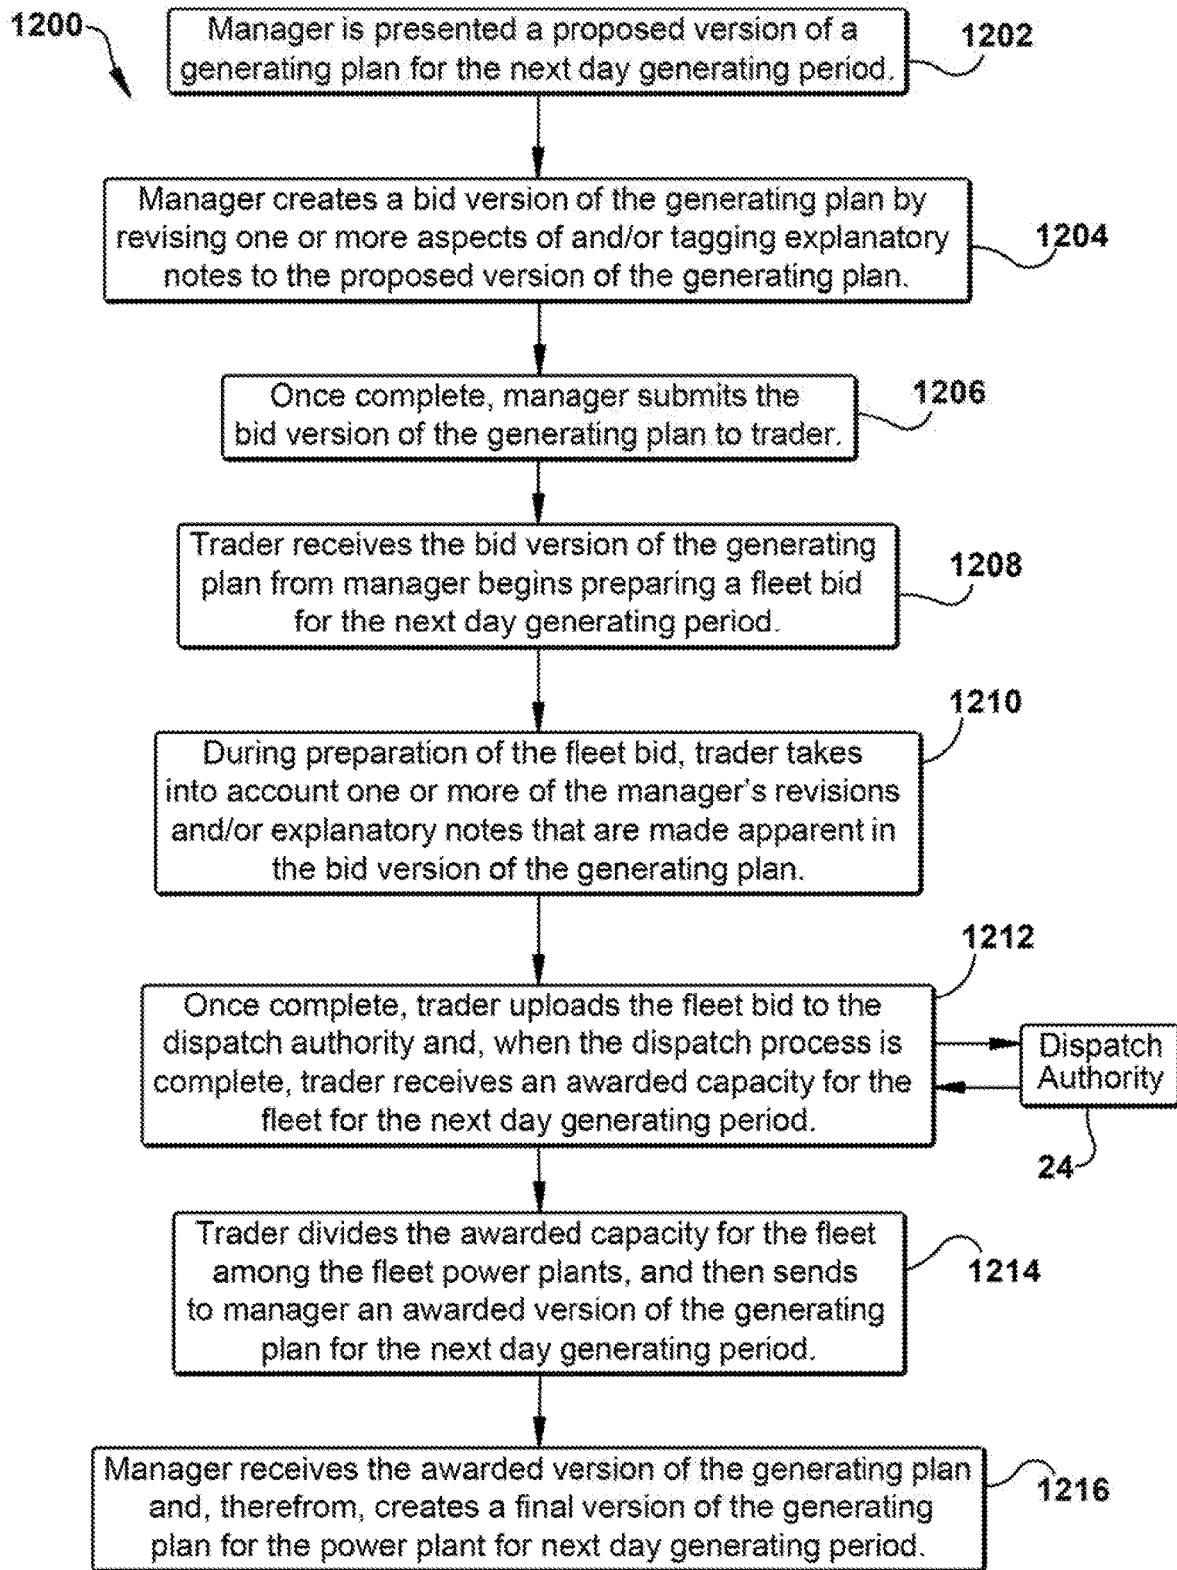 1200
Manager is presented a proposed version of a
generating plan for the next day generating period.
1202
Manager creates a bid version of the generating plan by
revising one or more aspects of and/or tagging explanatory
notes to the proposed version of the generating plan.
1204
Once complete, manager submits the
bid version of the generating plan to trader.
1206
Trader receives the bid version of the generating
plan from manager begins preparing a fleet bid
for the next day generating period.
1208
1210
During preparation of the fleet bid, trader takes
into account one or more of the manager's revisions
and/or explanatory notes that are made apparent in
the bid version of the generating plan.
1212
Once complete, trader uploads the fleet bid to the
dispatch authority and, when the dispatch process is
complete, trader receives an awarded capacity for the
fleet for the next day generating period.
Dispatch
Authority
24
Trader divides the awarded capacity for the fleet
among the fleet power plants, and then sends
to manager an awarded version of the generating
plan for the next day generating period.
1214
Manager receives the awarded version of the generating plan
and, therefrom, creates a final version of the generating
plan for the power plant for next day generating period.
1216